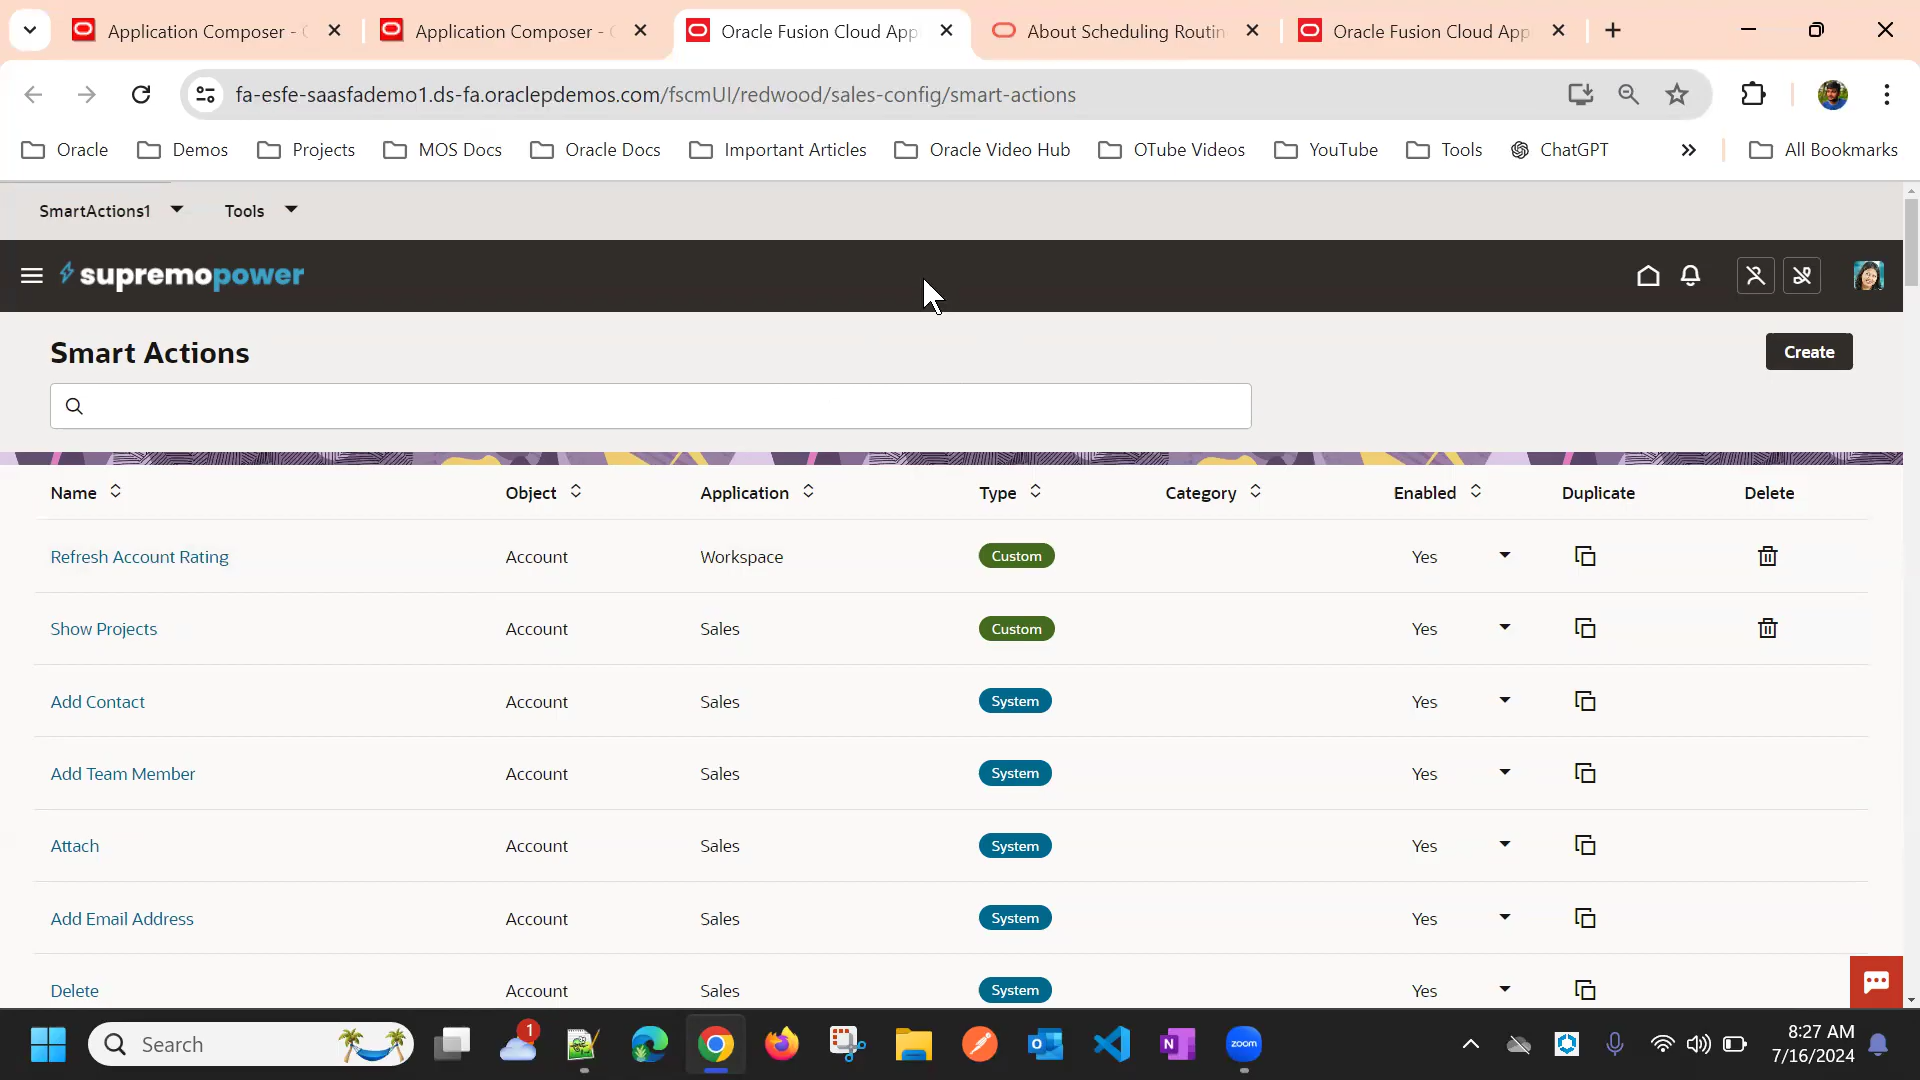 Application Composer - Application Composer - Oracle Fusion Cloud App About Scheduling Routin Oracle Fusion Cloud App
fa-esfe-saasfademo1.ds-fa.oraclepdemos.com/fscmUI/redwood/sales-config/smart-actions
Oracle Demos Projects MOS Docs Oracle Docs Important Articles Oracle Video Hub OTube Videos YouTube Tools ChatGPT » All Bookmarks
SmartActions1 Tools
supremopower
Smart Actions Create
Name Object Application Type Category Enabled Duplicate Delete
Refresh Account Rating Account Workspace Custom Yes
Show Projects Account Sales Custom Yes
Add Contact Account Sales System Yes
Add Team Member Account Sales System Yes
Attach Account Sales System Yes
Add Email Address Account Sales System Yes
Delete Account Sales System Yes
Search 1 N zoom 8:27 AM
7/16/2024